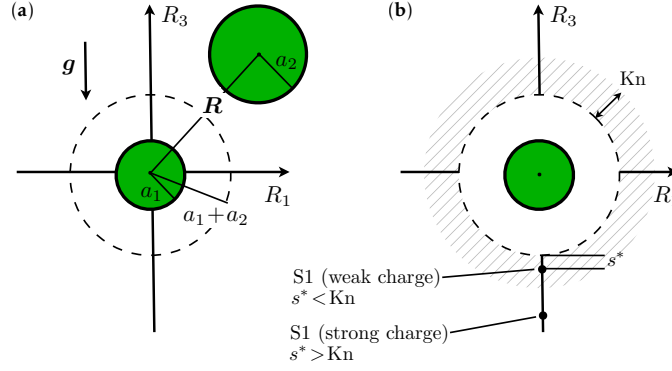 (a)
R₃
g
a₂
R
a₁
a₁+a₂
R₁
(b)
R₃
Kn
R
s*
S1 (weak charge)
s* <Kn
S1 (strong charge)
s* >Kn